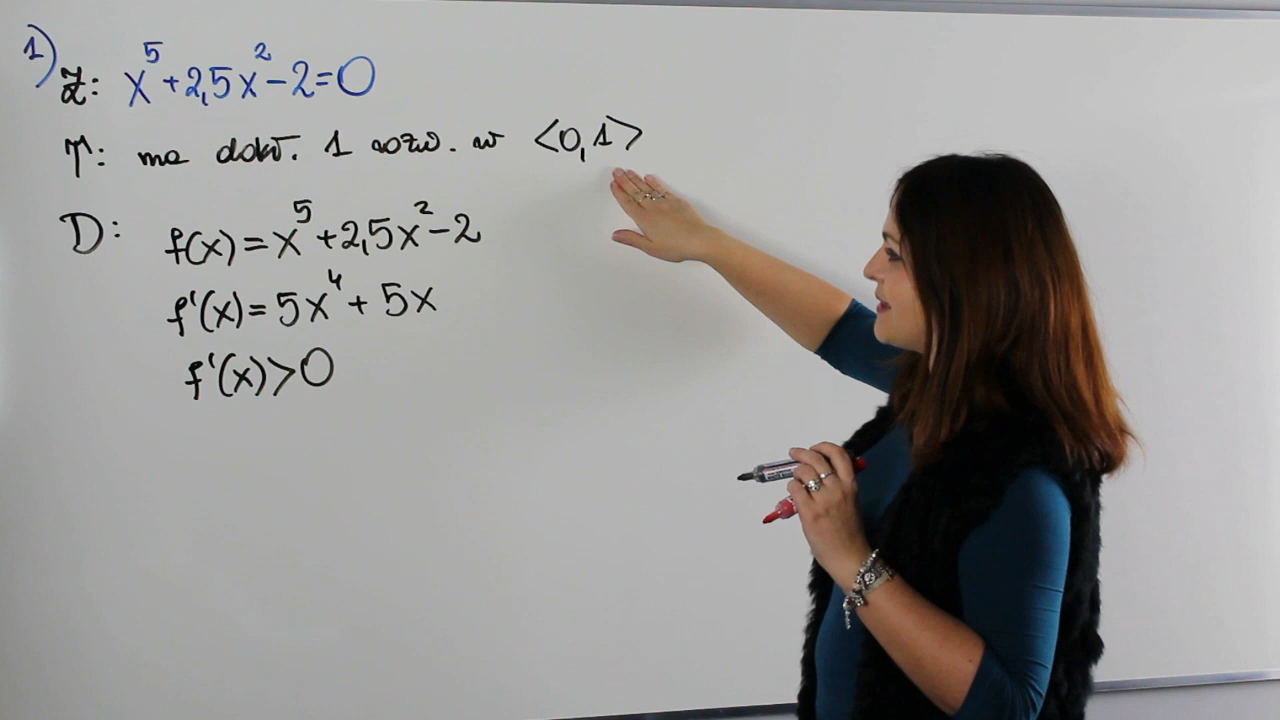 1)
Z: x⁵+2,5x²-2=0
T: ma dokł. 1 rozw. w <0,1>
D: f(x)=x⁵+2,5x²-2
f'(x)=5x⁴+5x
f'(x)>0